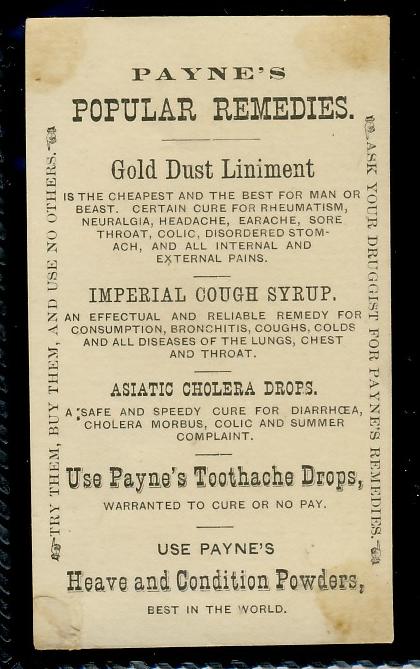 PAYNE'S
POPULAR REMEDIES.
Gold Dust Liniment
IS THE CHEAPEST AND THE BEST FOR MAN OR
BEAST. CERTAIN CURE FOR RHEUMATISM,
NEURALGIA, HEADACHE, EARACHE, SORE
THROAT, COLIC, DISORDERED STOM-
ACH, AND ALL INTERNAL AND
EXTERNAL PAINS.
IMPERIAL COUGH SYRUP.
AN EFFECTUAL AND RELIABLE REMEDY FOR
CONSUMPTION, BRONCHITIS, COUGHS, COLDS
AND ALL DISEASES OF THE LUNGS, CHEST
AND THROAT.
ASIATIC CHOLERA DROPS.
A SAFE AND SPEEDY CURE FOR DIARRHŒA,
CHOLERA MORBUS, COLIC AND SUMMER
COMPLAINT.
Use Payne's Toothache Drops,
WARRANTED TO CURE OR NO PAY.
USE PAYNE'S
Heave and Condition Powders,
BEST IN THE WORLD.
TRY THEM, BUY THEM, AND USE NO OTHERS.
ASK YOUR DRUGGIST FOR PAYNE'S REMEDIES.